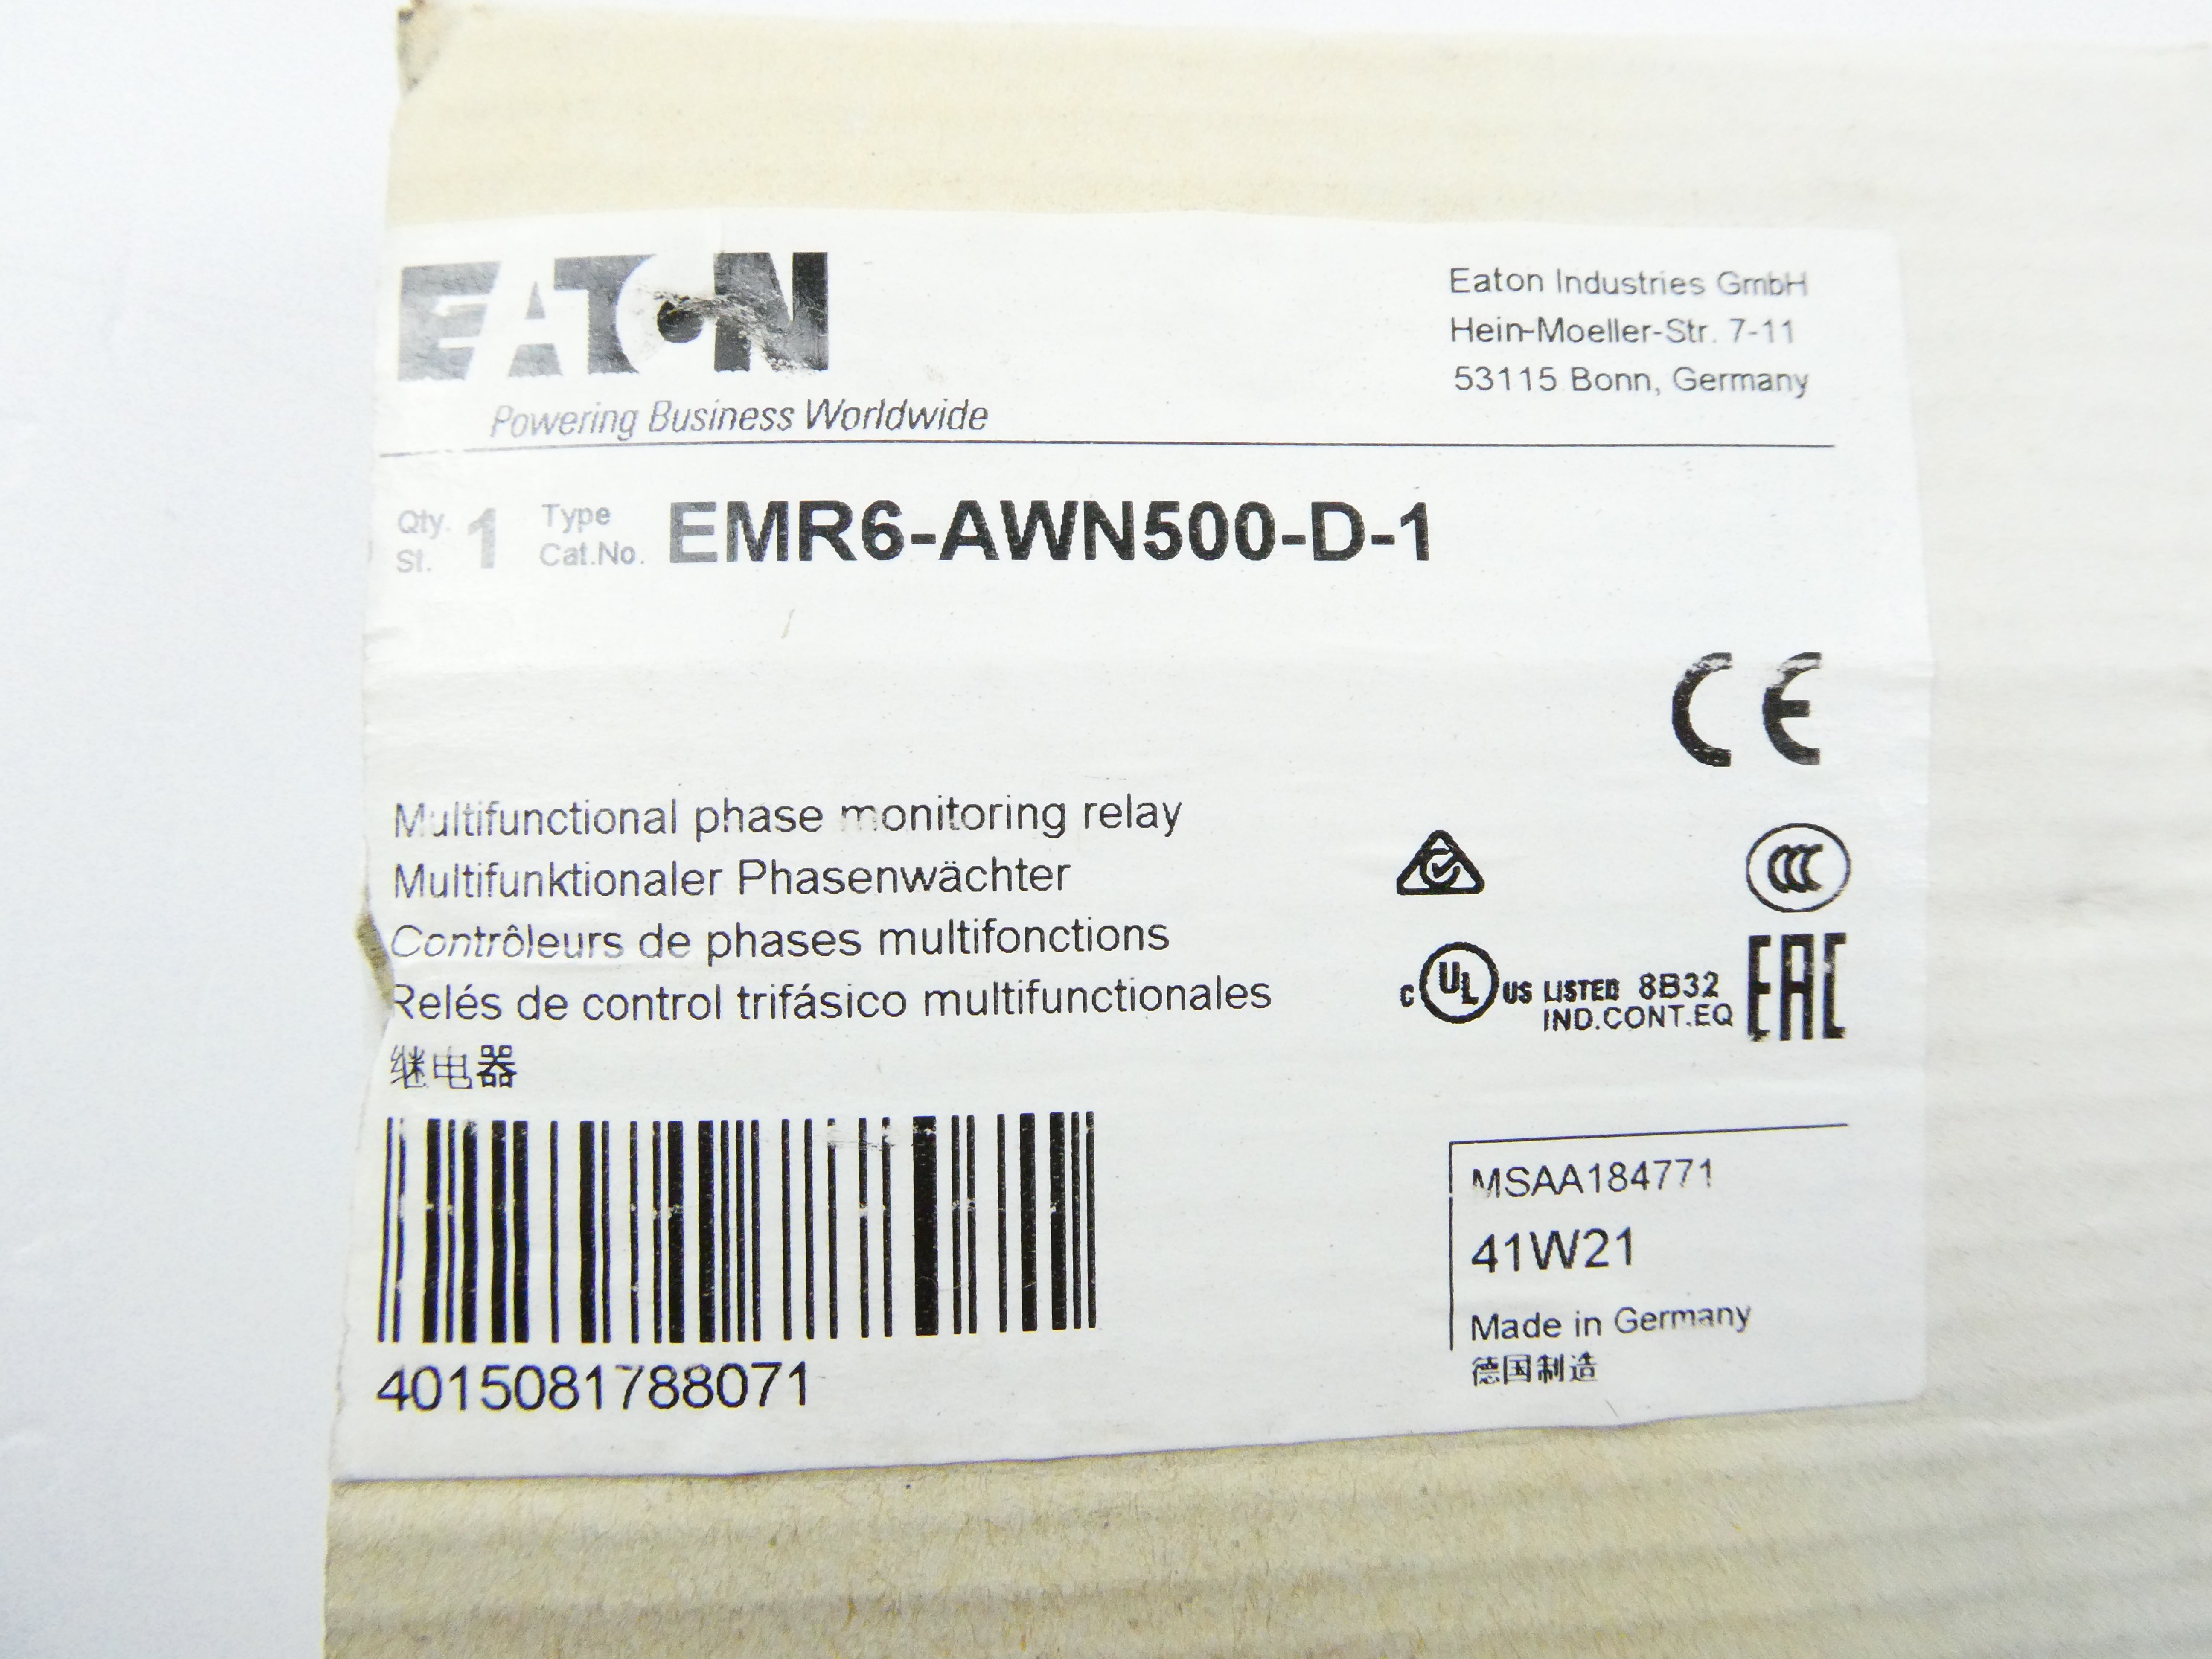 EATON
Powering Business Worldwide
Eaton Industries GmbH
Hein-Moeller-Str. 7-11
53115 Bonn, Germany
Qty. 1 Type EMR6-AWN500-D-1
St. Cat.No.
CE
Multifunctional phase monitoring relay
Multifunktionaler Phasenwächter
Contrôleurs de phases multifonctions
Relés de control trifásico multifunctionales
继电器
CCC
c UL US LISTED 8B32
IND.CONT.EQ
EAC
4015081788071
MSAA184771
41W21
Made in Germany
德国制造